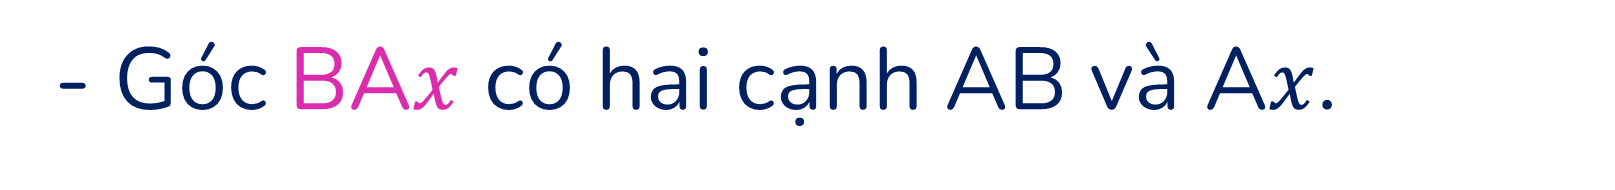 - Góc BAx có hai cạnh AB và Ax.